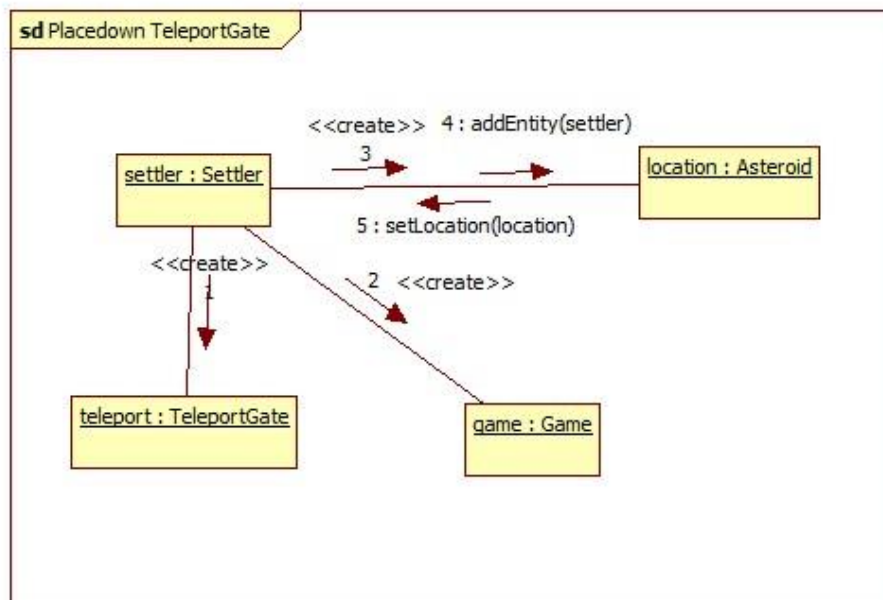 sd Placedown TeleportGate
<<create>>
4 : addEntity(settler)
3
settler : Settler
location : Asteroid
5 : setLocation(location)
<<create>>
1
2
<<create>>
teleport : TeleportGate
game : Game